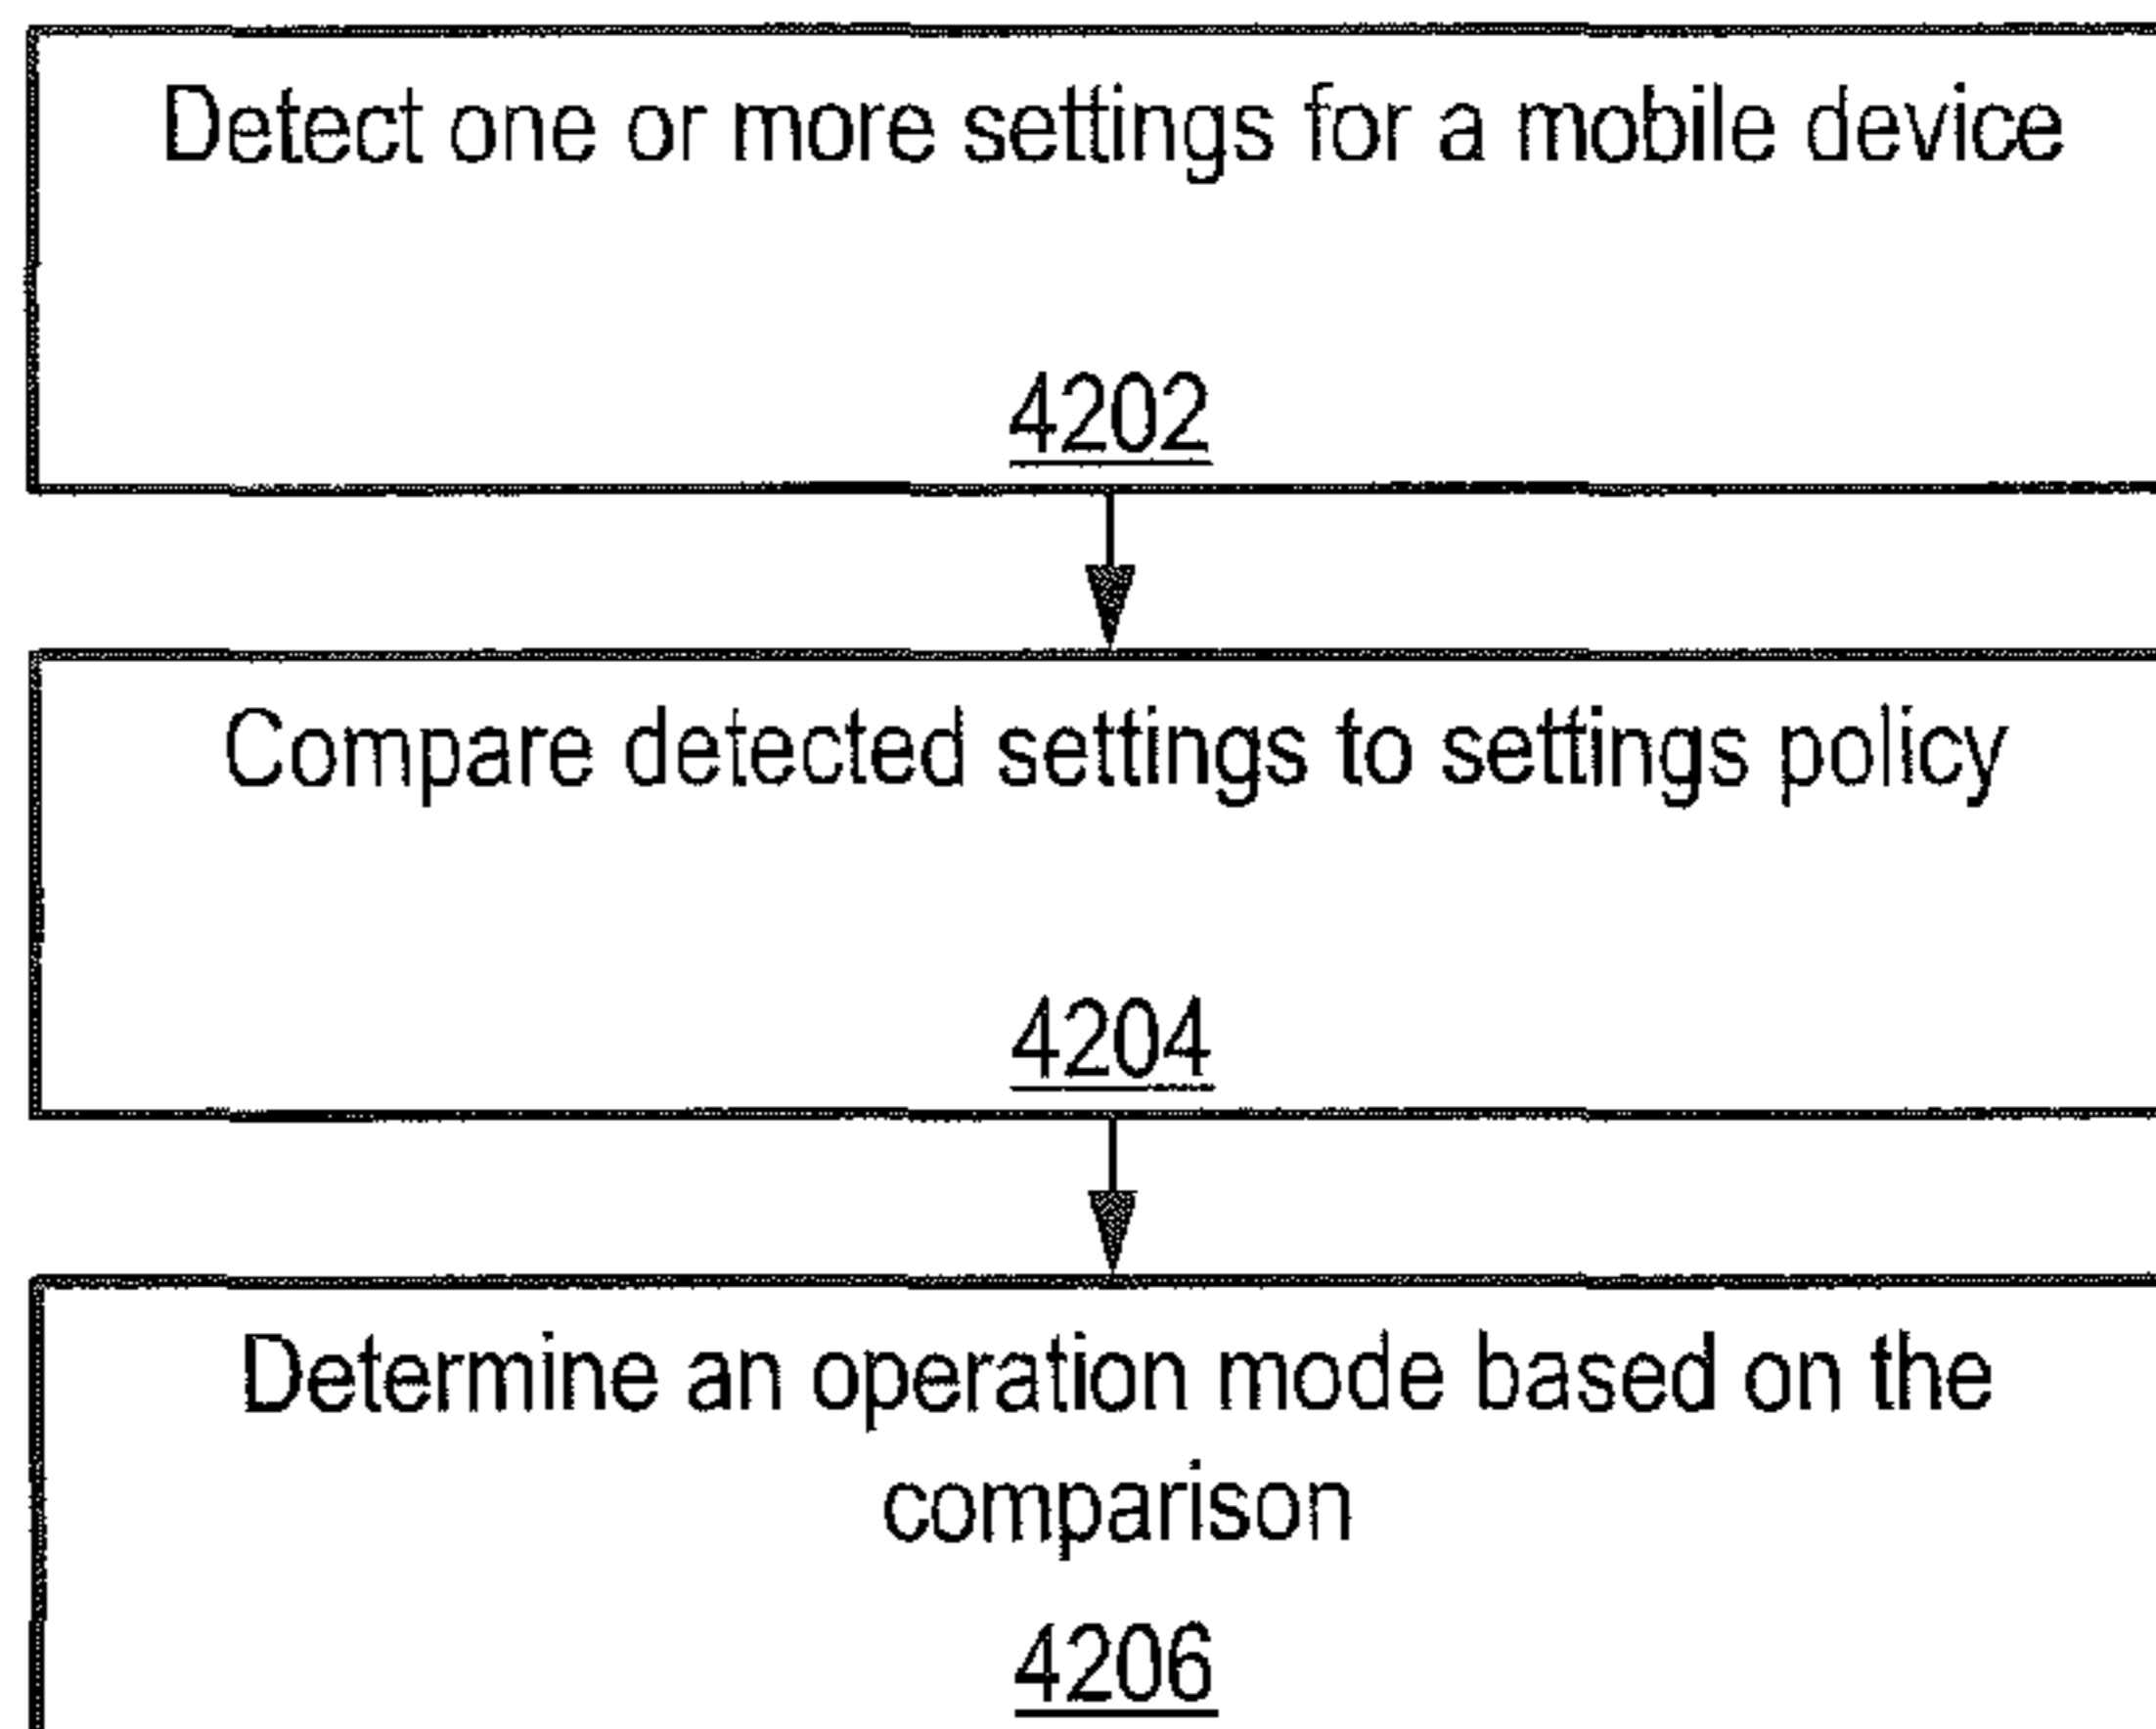 Detect one or more settings for a mobile device
4202
Compare detected settings to settings policy
4204
Determine an operation mode based on the
comparison
4206